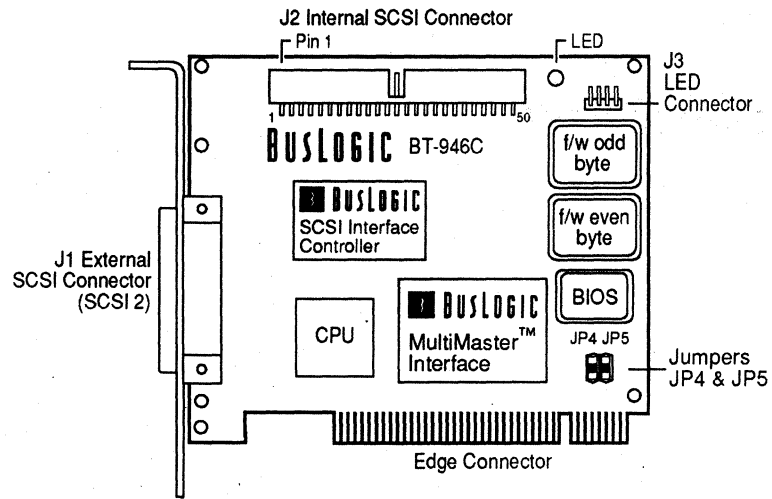 J2 Internal SCSI Connector
Pin 1
LED
J3
LED
Connector
1
50
BUSLOGIC BT-946C
f/w odd
byte
BUSLOGIC
SCSI Interface
Controller
f/w even
byte
J1 External
SCSI Connector
(SCSI 2)
BUSLOGIC
MultiMaster™
Interface
CPU
BIOS
JP4 JP5
Jumpers
JP4 & JP5
Edge Connector